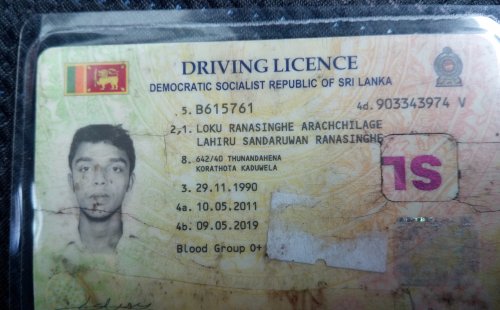 DRIVING LICENCE
DEMOCRATIC SOCIALIST REPUBLIC OF SRI LANKA
5. B615761 4d. 903343974 V
2,1. LOKU RANASINGHE ARACHCHILAGE
LAHIRU SANDARUWAN RANASINGHE
8. 642/40 THUNANDAHENA
KORATHOTA KADUWELA
SL
3. 29.11.1990
4a. 10.05.2011
4b. 09.05.2019
Blood Group O+